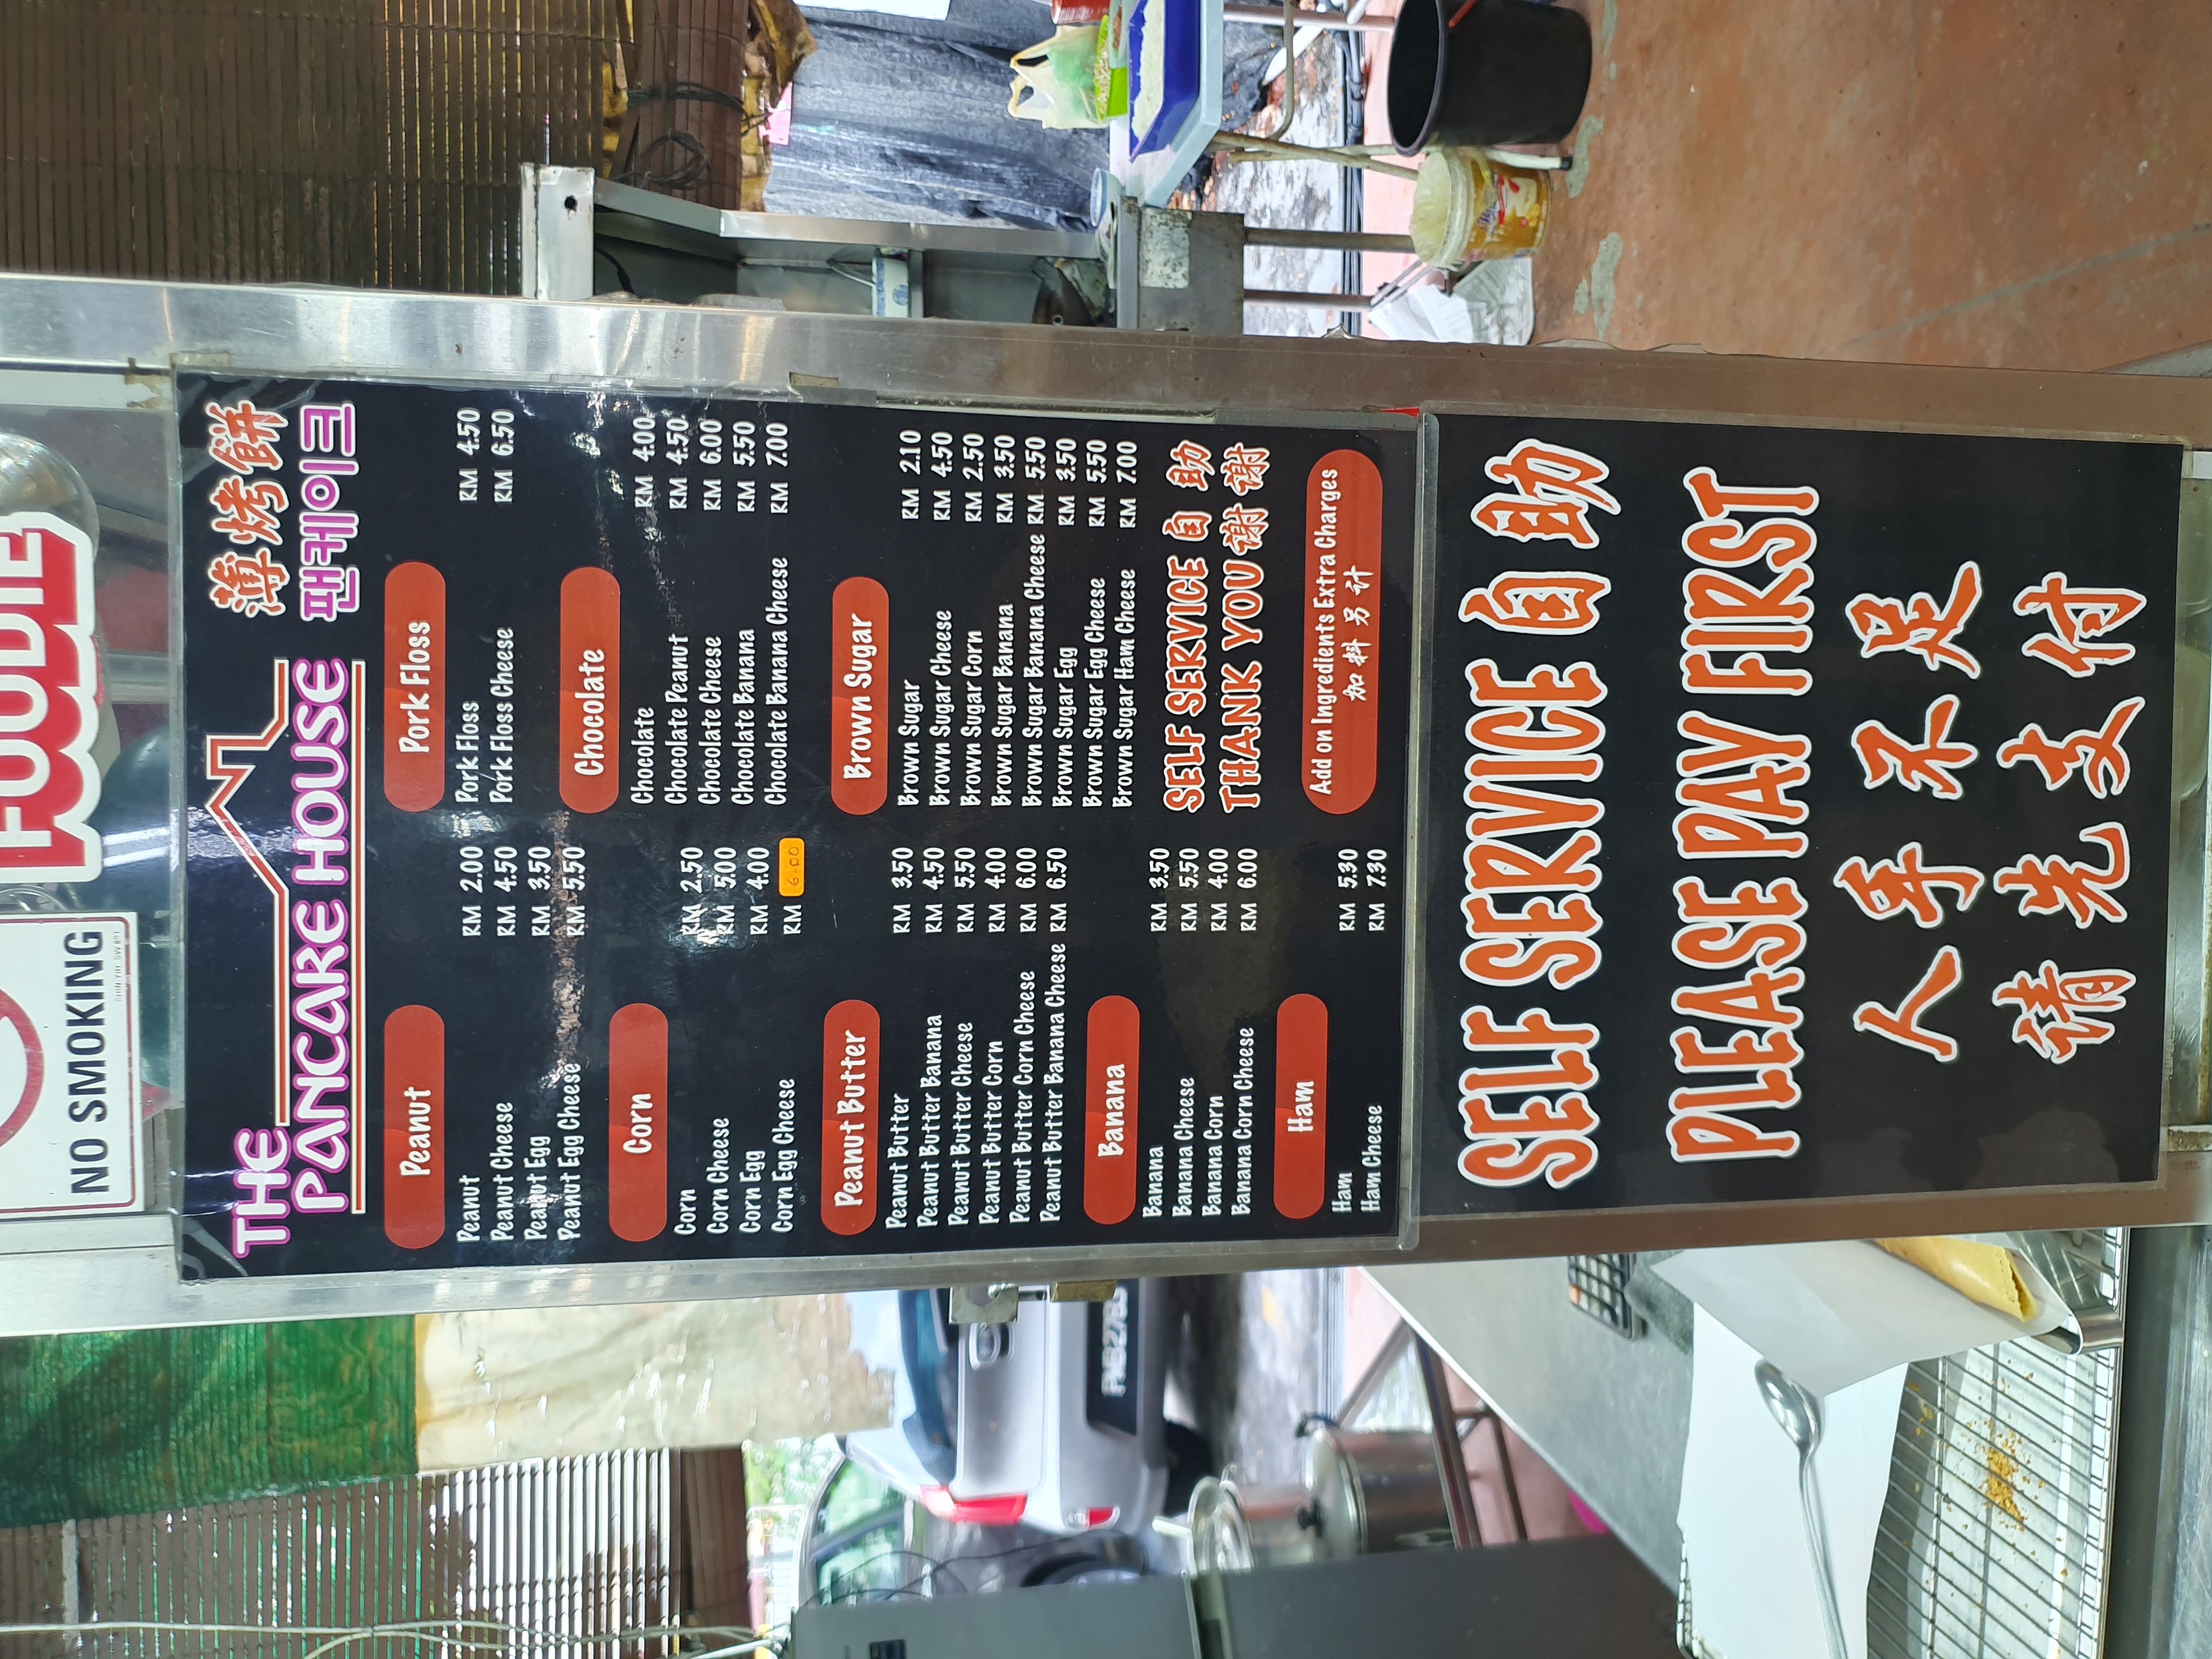 FOODIE
NO SMOKING
THE
PANCARE HOUSE
薄烤餅
팬케이크
Peanut
Peanut RM 2.00
Peanut Cheese RM 4.50
Peanut Egg RM 3.50
Peanut Egg Cheese RM 5.50
Corn
Corn RM 2.50
Corn Cheese RM 5.00
Corn Egg RM 4.00
Corn Egg Cheese RM 6.00
Peanut Butter
Peanut Butter RM 3.50
Peanut Butter Banana RM 4.50
Peanut Butter Cheese RM 5.50
Peanut Butter Corn RM 4.00
Peanut Butter Corn Cheese RM 6.00
Peanut Butter Banana Cheese RM 6.50
Banana
Banana RM 3.50
Banana Cheese RM 5.50
Banana Corn RM 4.00
Banana Corn Cheese RM 6.00
Ham
Ham RM 5.30
Ham Cheese RM 7.30
Pork Floss
Pork Floss RM 4.50
Pork Floss Cheese RM 6.50
Chocolate
Chocolate RM 4.00
Chocolate Peanut RM 4.50
Chocolate Cheese RM 6.00
Chocolate Banana RM 5.50
Chocolate Banana Cheese RM 7.00
Brown Sugar
Brown Sugar RM 2.10
Brown Sugar Cheese RM 4.50
Brown Sugar Corn RM 2.50
Brown Sugar Banana RM 3.50
Brown Sugar Banana Cheese RM 5.50
Brown Sugar Egg RM 3.50
Brown Sugar Egg Cheese RM 5.50
Brown Sugar Ham Cheese RM 7.00
SELF SERVICE 自助
THANK YOU 谢谢
Add on Ingredients Extra Charges
加料另计
SELF SERVICE 自助
PLEASE PAY FIRST
人手不足
请先支付